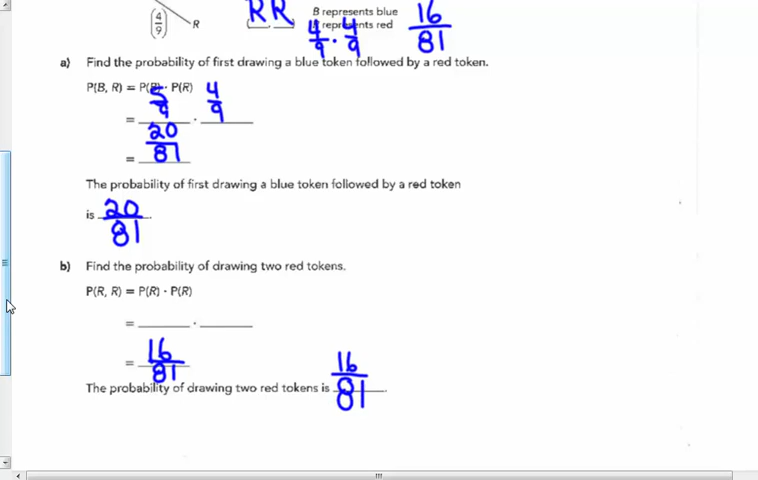 RR B represents blue 16/81
(4/9) R 4/9 · 4/9 represents red
a) Find the probability of first drawing a blue token followed by a red token.
P(B, R) = P(B) · P(R)
= 5/9 · 4/9
= 20/81
The probability of first drawing a blue token followed by a red token
is 20/81.
b) Find the probability of drawing two red tokens.
P(R, R) = P(R) · P(R)
= ______ · ______
= 16/81
The probability of drawing two red tokens is 16/81.